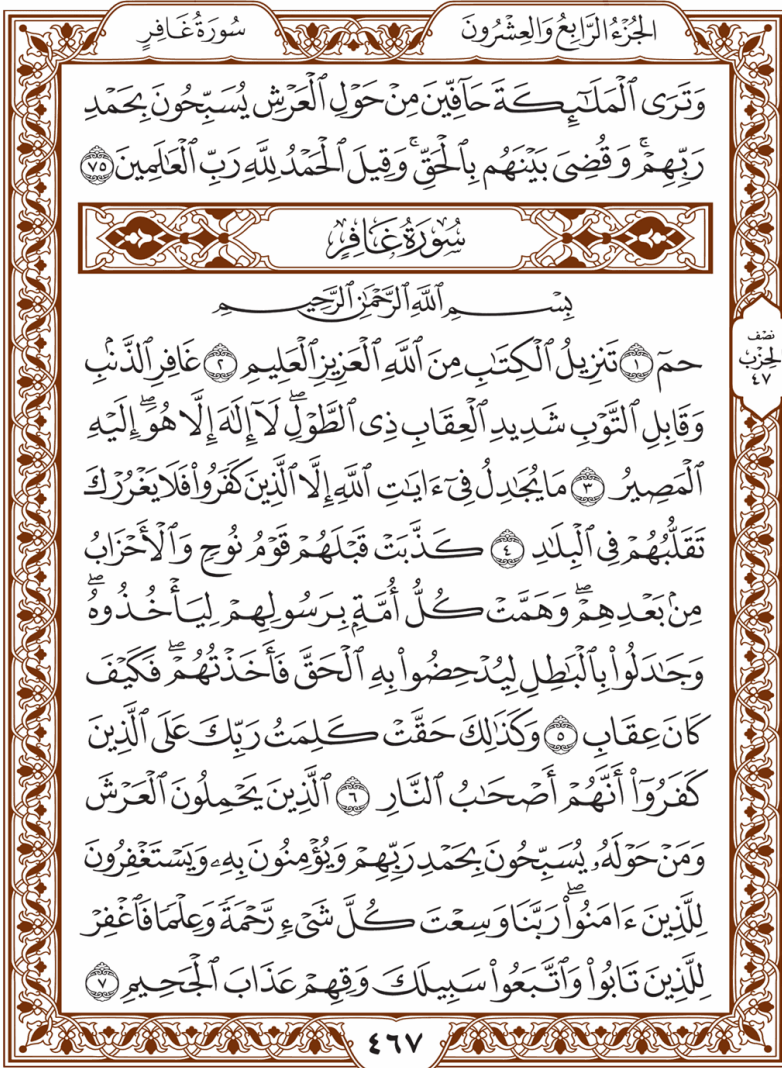 الجُزْءُ الرَّابِعُ وَالعِشْرُونَ
سُورَةُ غَافِرٍ
وَتَرَى ٱلْمَلَٰٓئِكَةَ حَآفِّينَ مِنْ حَوْلِ ٱلْعَرْشِ يُسَبِّحُونَ بِحَمْدِ
رَبِّهِمْۚ وَقُضِىَ بَيْنَهُم بِٱلْحَقِّۚ وَقِيلَ ٱلْحَمْدُ لِلَّهِ رَبِّ ٱلْعَٰلَمِينَ ٧٥
سُورَةُ غَافِرٍ
بِسْمِ ٱللَّهِ ٱلرَّحْمَٰنِ ٱلرَّحِيمِ
حمٓ ١ تَنزِيلُ ٱلْكِتَٰبِ مِنَ ٱللَّهِ ٱلْعَزِيزِ ٱلْعَلِيمِ ٢ غَافِرِ ٱلذَّنۢبِ
وَقَابِلِ ٱلتَّوْبِ شَدِيدِ ٱلْعِقَابِ ذِى ٱلطَّوْلِۖ لَآ إِلَٰهَ إِلَّا هُوَۖ إِلَيْهِ
ٱلْمَصِيرُ ٣ مَا يُجَٰدِلُ فِىٓ ءَايَٰتِ ٱللَّهِ إِلَّا ٱلَّذِينَ كَفَرُوا۟ فَلَا يَغْرُرْكَ
تَقَلُّبُهُمْ فِى ٱلْبِلَٰدِ ٤ كَذَّبَتْ قَبْلَهُمْ قَوْمُ نُوحٍ وَٱلْأَحْزَابُ
مِنۢ بَعْدِهِمْۖ وَهَمَّتْ كُلُّ أُمَّةٍۭ بِرَسُولِهِمْ لِيَأْخُذُوهُۖ
وَجَٰدَلُوا۟ بِٱلْبَٰطِلِ لِيُدْحِضُوا۟ بِهِ ٱلْحَقَّ فَأَخَذْتُهُمْۖ فَكَيْفَ
كَانَ عِقَابِ ٥ وَكَذَٰلِكَ حَقَّتْ كَلِمَتُ رَبِّكَ عَلَى ٱلَّذِينَ
كَفَرُوٓا۟ أَنَّهُمْ أَصْحَٰبُ ٱلنَّارِ ٦ ٱلَّذِينَ يَحْمِلُونَ ٱلْعَرْشَ
وَمَنْ حَوْلَهُۥ يُسَبِّحُونَ بِحَمْدِ رَبِّهِمْ وَيُؤْمِنُونَ بِهِۦ وَيَسْتَغْفِرُونَ
لِلَّذِينَ ءَامَنُوا۟ۖ رَبَّنَا وَسِعْتَ كُلَّ شَىْءٍ رَّحْمَةً وَعِلْمًا فَٱغْفِرْ
لِلَّذِينَ تَابُوا۟ وَٱتَّبَعُوا۟ سَبِيلَكَ وَقِهِمْ عَذَابَ ٱلْجَحِيمِ ٧
نصف
الحزب
٤٧
٤٦٧